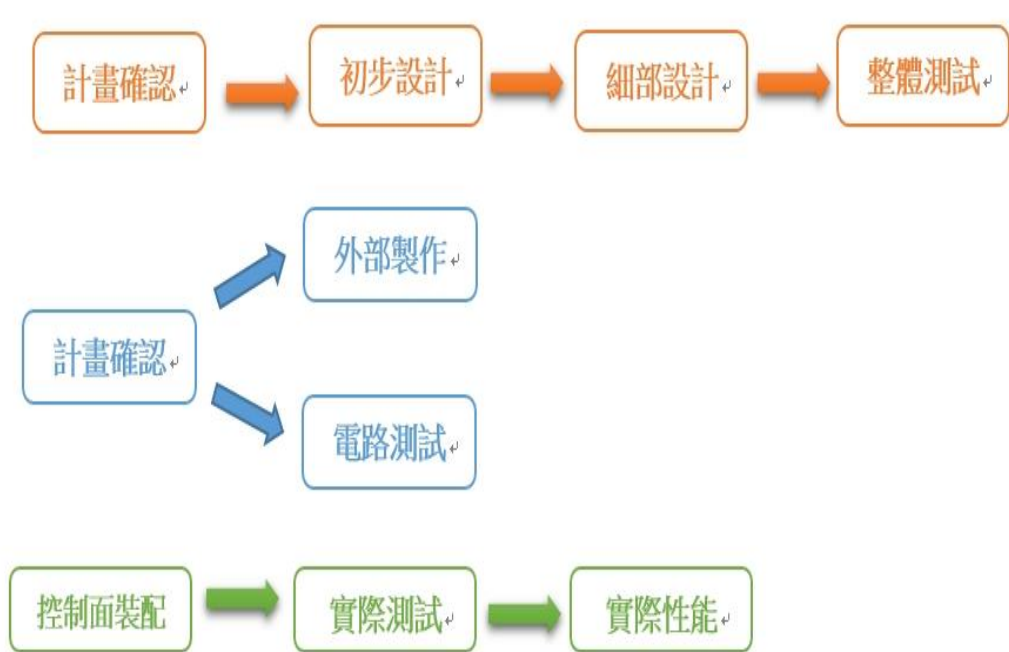 計畫確認
初步設計
細部設計
整體測試
外部製作
計畫確認
電路測試
控制面裝配
實際測試
實際性能